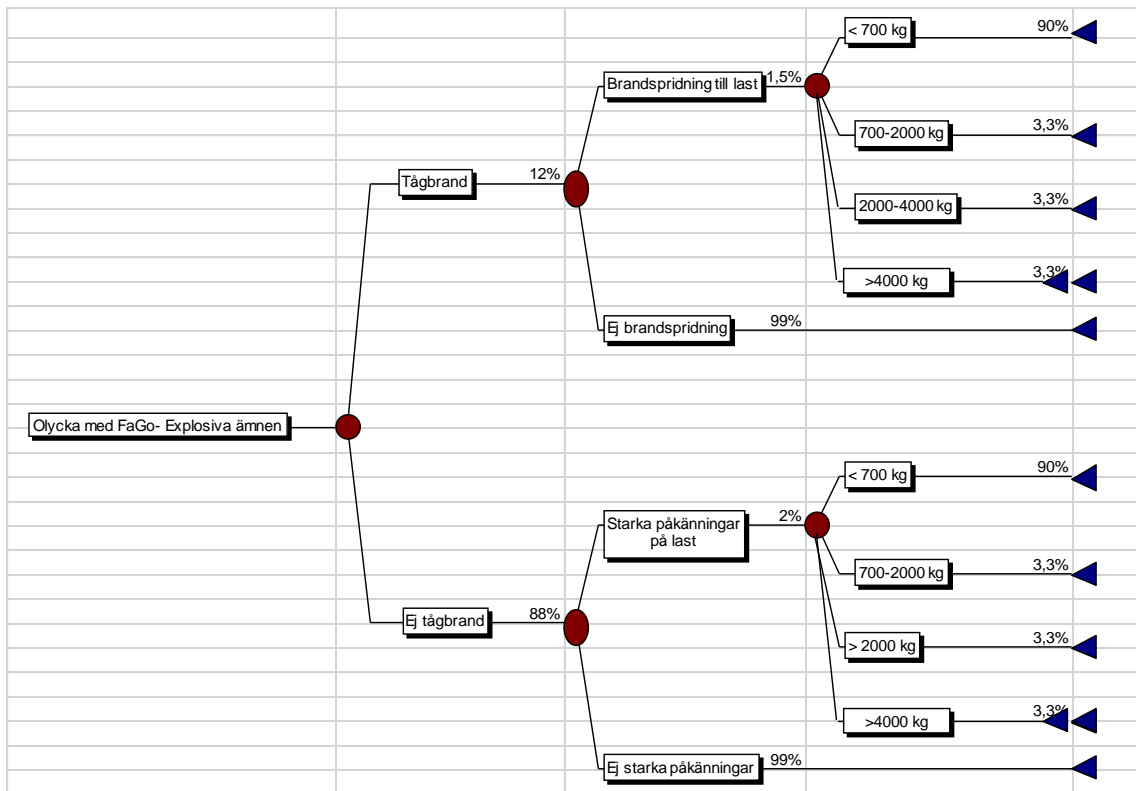 < 700 kg
90%
Brandspridning till last
1,5%
700-2000 kg
3,3%
Tågbrand
12%
2000-4000 kg
3,3%
>4000 kg
3,3%
Ej brandspridning
99%
Olycka med FaGo- Explosiva ämnen
< 700 kg
90%
Starka påkänningar
på last
2%
700-2000 kg
3,3%
Ej tågbrand
88%
> 2000 kg
3,3%
>4000 kg
3,3%
Ej starka påkänningar
99%